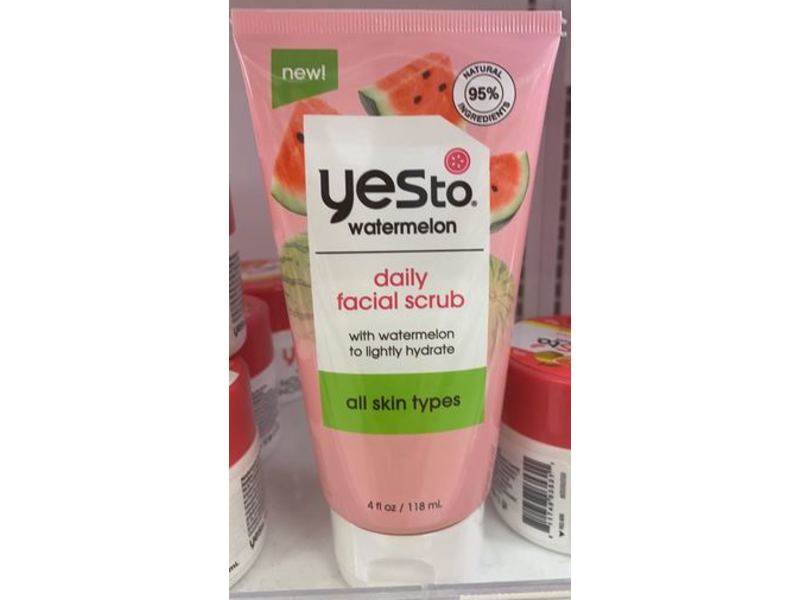 new!
NATURAL
95%
INGREDIENTS
yesto.
watermelon
daily
facial scrub
with watermelon
to lightly hydrate
all skin types
4 fl oz / 118 mL